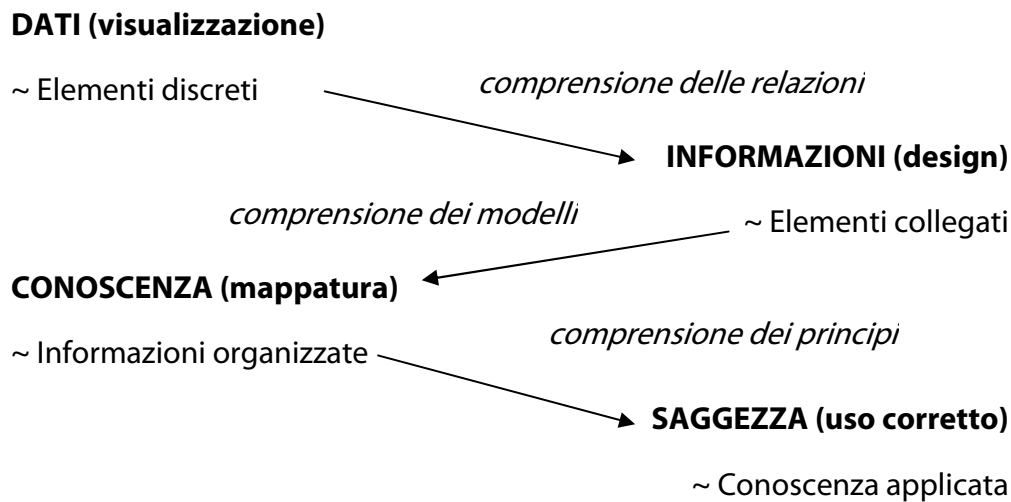 DATI (visualizzazione)
~ Elementi discreti
comprensione delle relazioni
INFORMAZIONI (design)
comprensione dei modelli
~ Elementi collegati
CONOSCENZA (mappatura)
comprensione dei principi
~ Informazioni organizzate
SAGGEZZA (uso corretto)
~ Conoscenza applicata